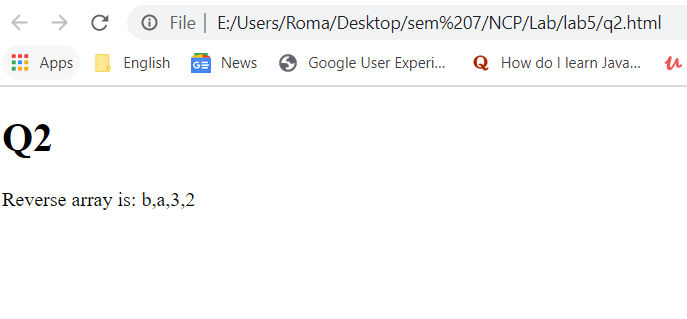 File | E:/Users/Roma/Desktop/sem%207/NCP/Lab/lab5/q2.html
Apps English News Google User Experi... How do I learn Java...
Q2
Reverse array is: b,a,3,2